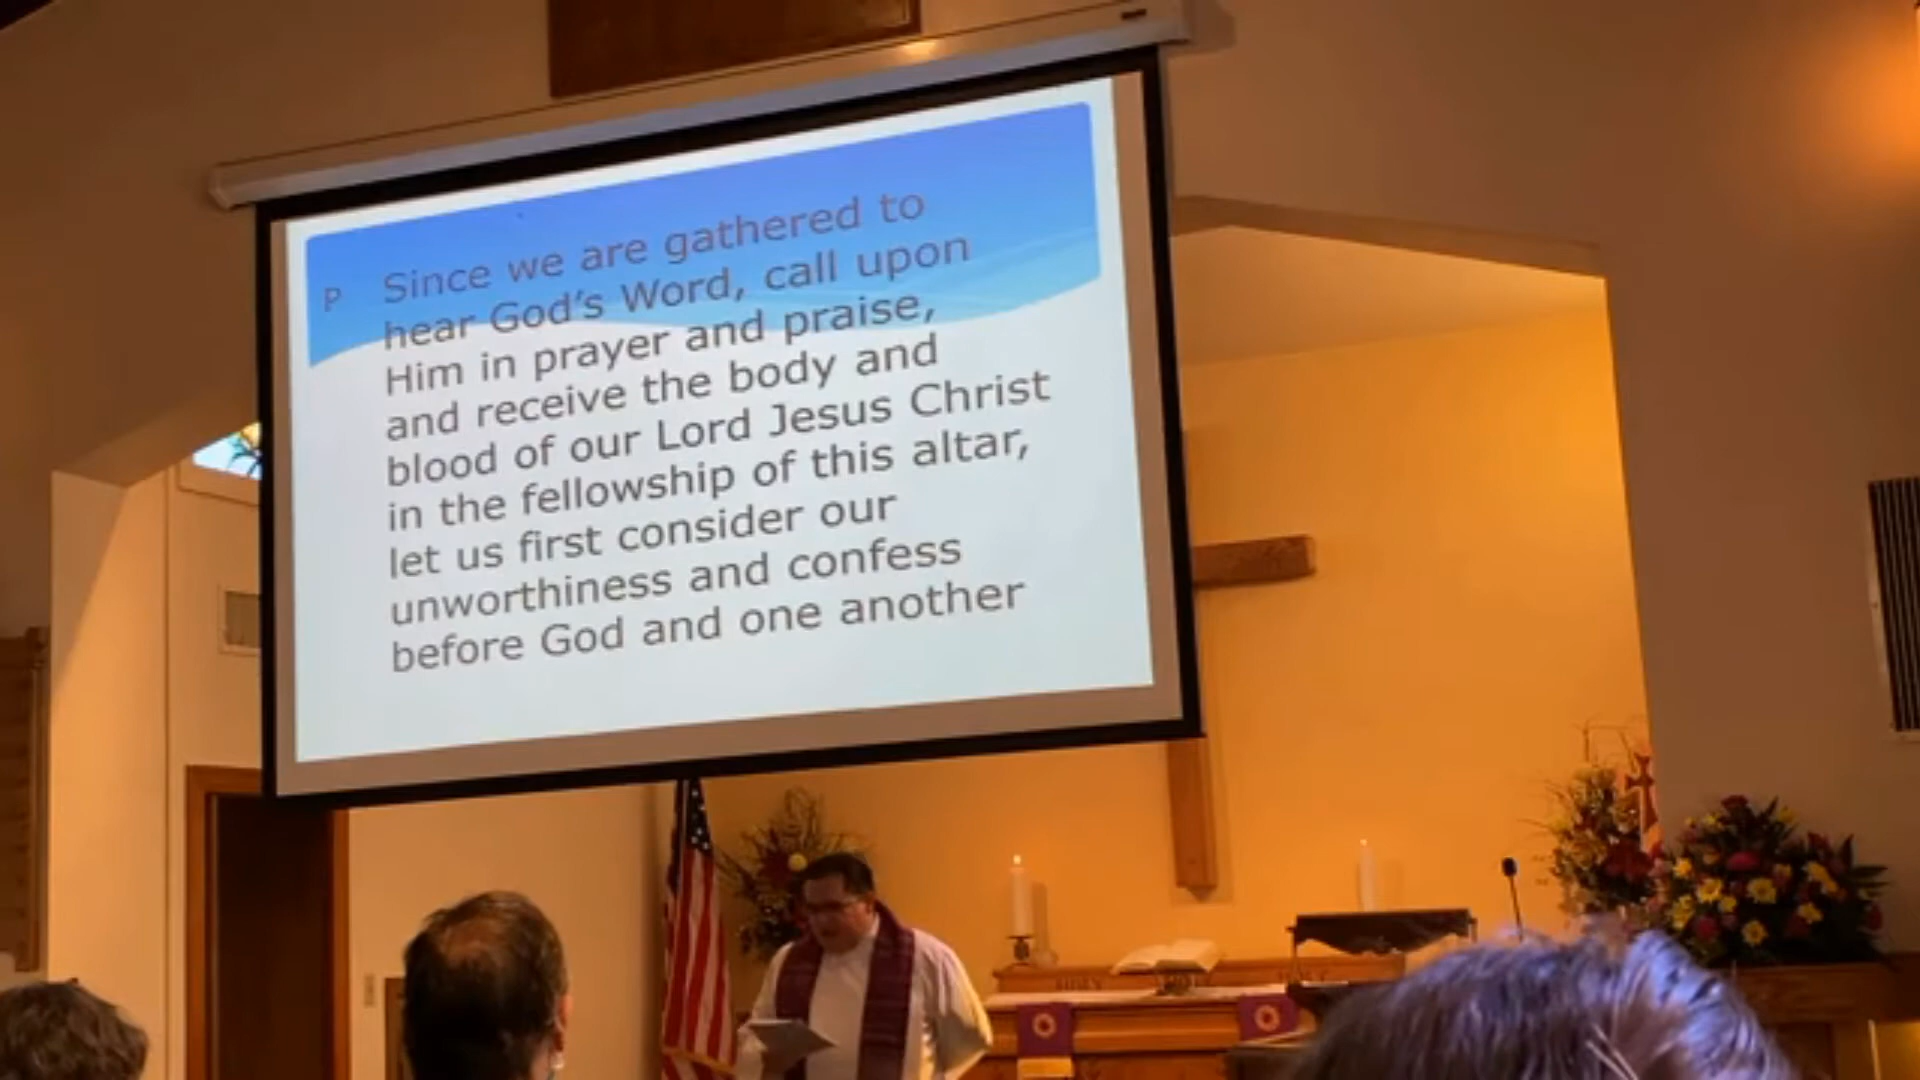 P Since we are gathered to
hear God's Word, call upon
Him in prayer and praise,
and receive the body and
blood of our Lord Jesus Christ
in the fellowship of this altar,
let us first consider our
unworthiness and confess
before God and one another
HOLY